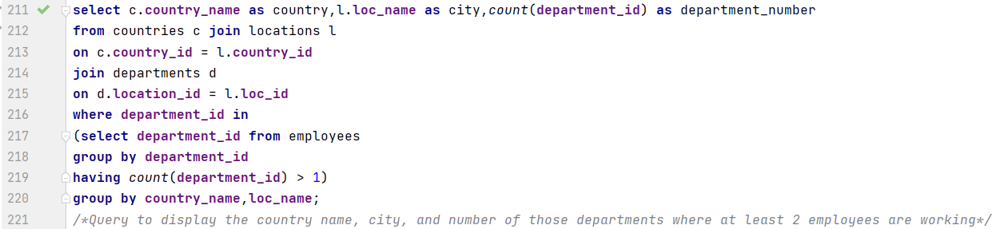 211 select c.country_name as country,l.loc_name as city,count(department_id) as department_number
212 from countries c join locations l
213 on c.country_id = l.country_id
214 join departments d
215 on d.location_id = l.loc_id
216 where department_id in
217 (select department_id from employees
218 group by department_id
219 having count(department_id) > 1)
220 group by country_name,loc_name;
221 /*Query to display the country name, city, and number of those departments where at least 2 employees are working*/